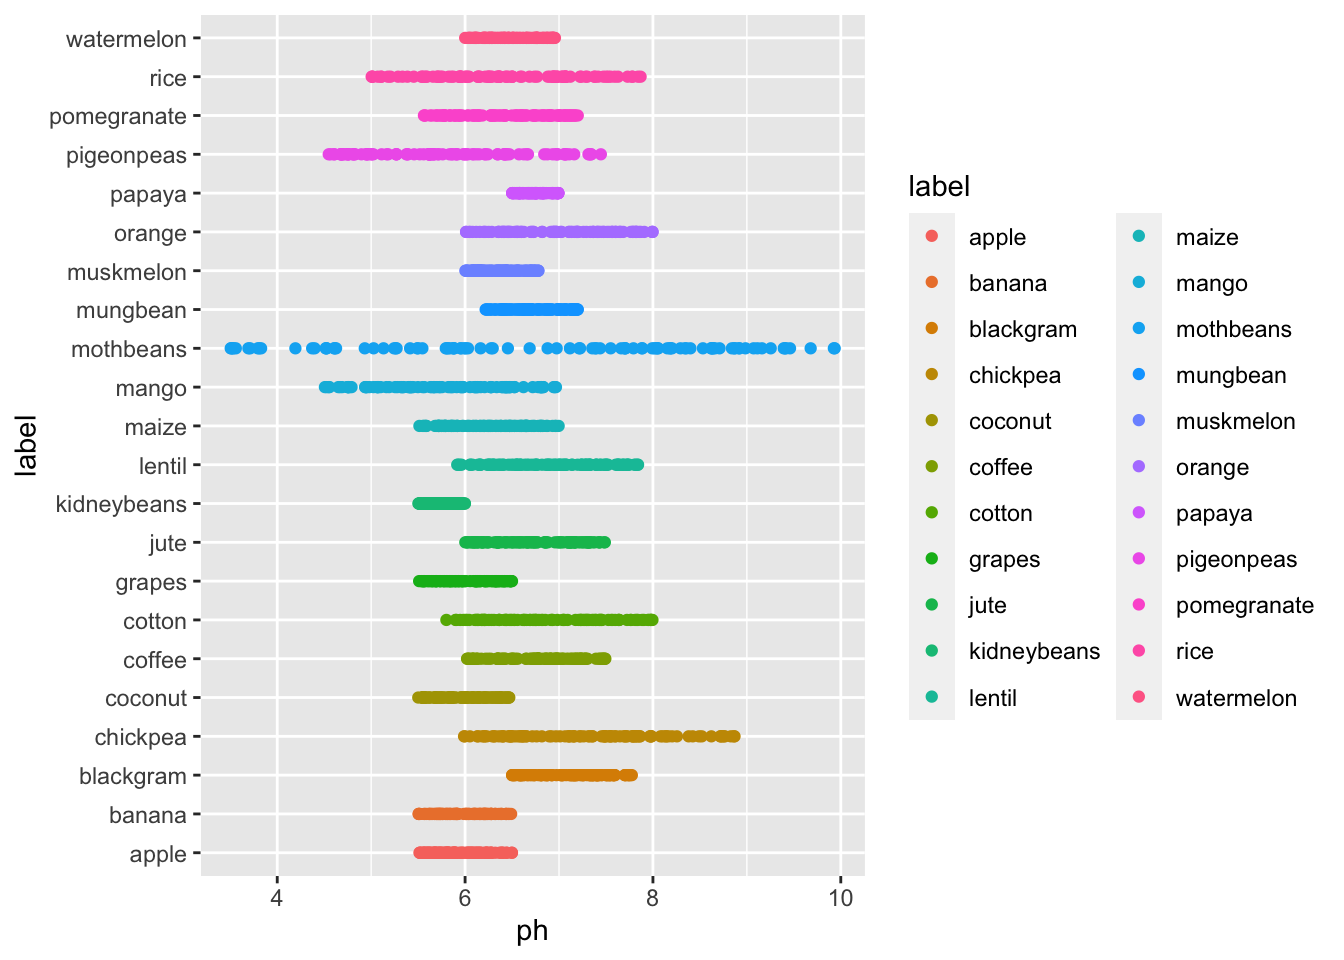 label
watermelon
rice
pomegranate
pigeonpeas
papaya
orange
muskmelon
mungbean
mothbeans
mango
maize
lentil
kidneybeans
jute
grapes
cotton
coffee
coconut
chickpea
blackgram
banana
apple
4 6 8 10
ph
label
apple
banana
blackgram
chickpea
coconut
coffee
cotton
grapes
jute
kidneybeans
lentil
maize
mango
mothbeans
mungbean
muskmelon
orange
papaya
pigeonpeas
pomegranate
rice
watermelon